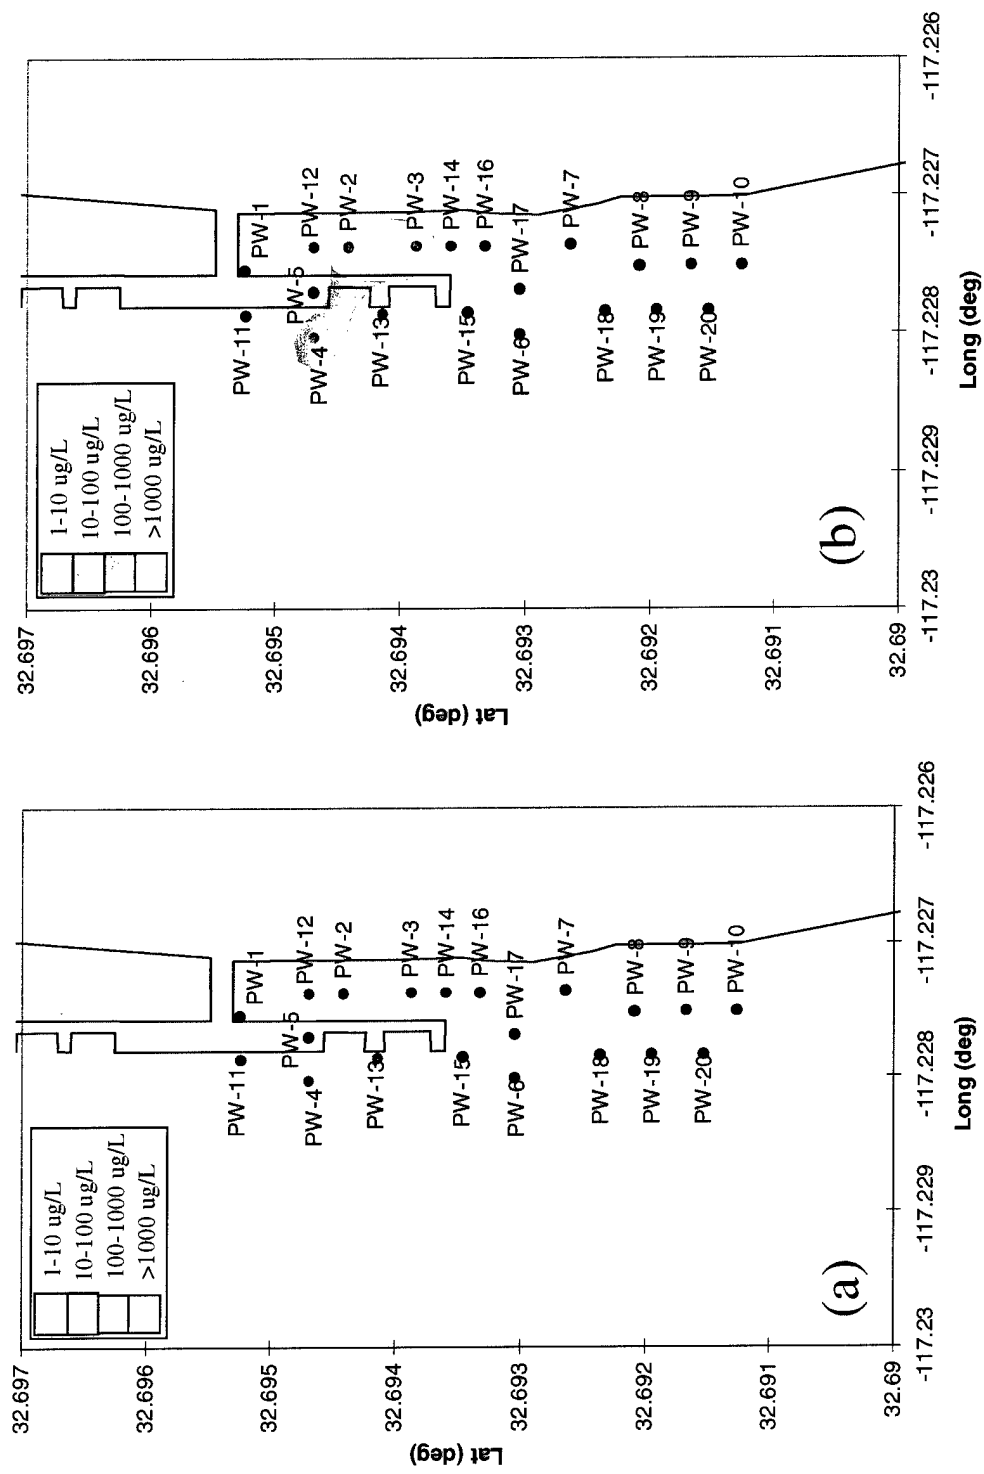 32.697
32.696
32.695
32.694
32.693
32.692
32.691
32.69
Lat (deg)
-117.23
-117.229
-117.228
-117.227
-117.226
Long (deg)
1-10 ug/L
10-100 ug/L
100-1000 ug/L
>1000 ug/L
PW-11
PW-1
PW-4
PW-5
PW-12
PW-2
PW-13
PW-3
PW-14
PW-15
PW-16
PW-6
PW-17
PW-7
PW-18
PW-8
PW-19
PW-9
PW-20
PW-10
(a)
32.697
32.696
32.695
32.694
32.693
32.692
32.691
32.69
Lat (deg)
-117.23
-117.229
-117.228
-117.227
-117.226
Long (deg)
1-10 ug/L
10-100 ug/L
100-1000 ug/L
>1000 ug/L
PW-11
PW-1
PW-4
PW-5
PW-12
PW-2
PW-13
PW-3
PW-14
PW-15
PW-16
PW-6
PW-17
PW-7
PW-18
PW-8
PW-19
PW-9
PW-20
PW-10
(b)